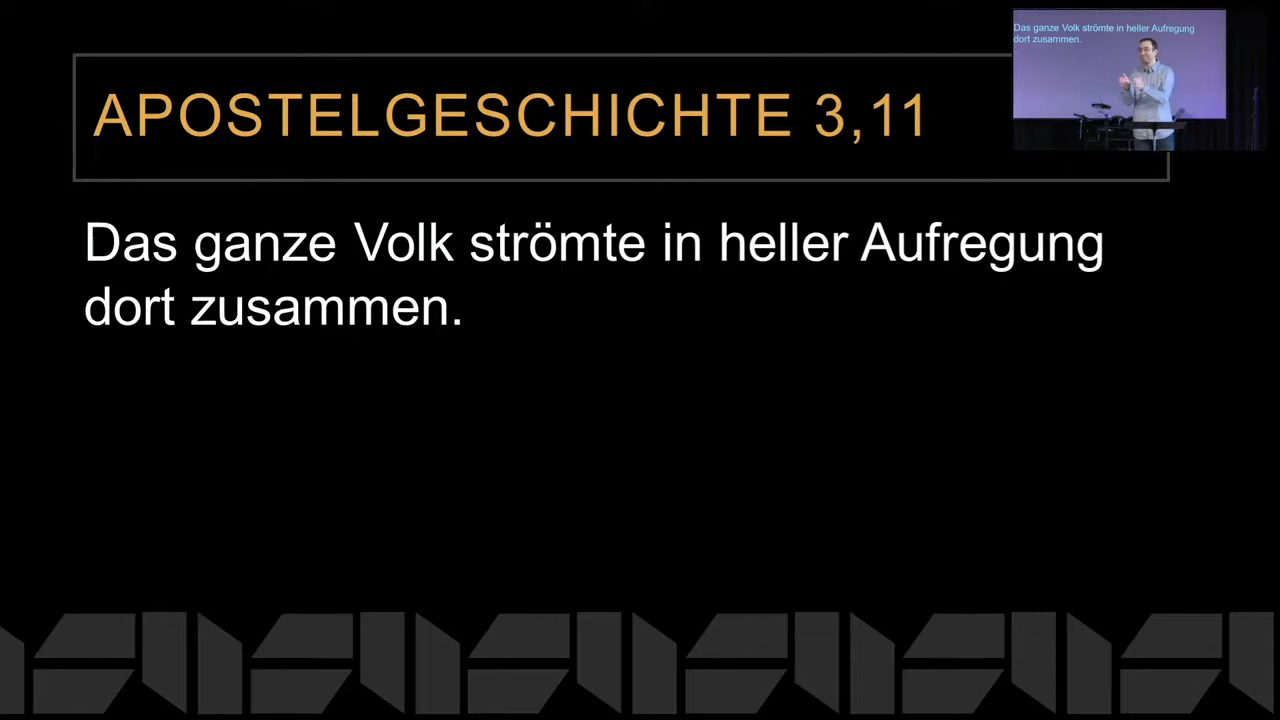 APOSTELGESCHICHTE 3,11
Das ganze Volk strömte in heller Aufregung
dort zusammen.
Das ganze Volk strömte in heller Aufregung
dort zusammen.